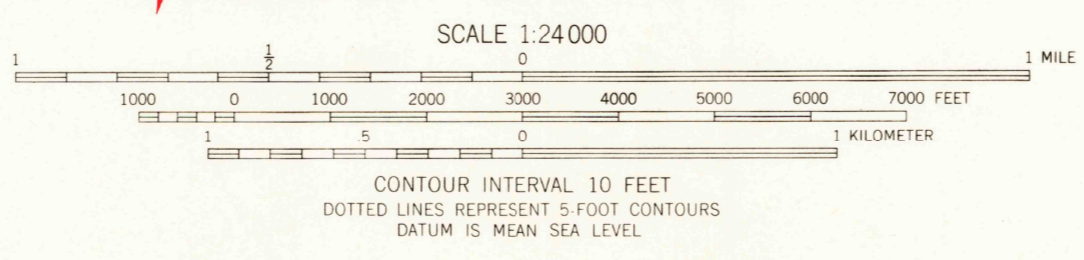 SCALE 1:24 000
1 1/2 0 1 MILE
1000 0 1000 2000 3000 4000 5000 6000 7000 FEET
1 .5 0 1 KILOMETER
CONTOUR INTERVAL 10 FEET
DOTTED LINES REPRESENT 5-FOOT CONTOURS
DATUM IS MEAN SEA LEVEL